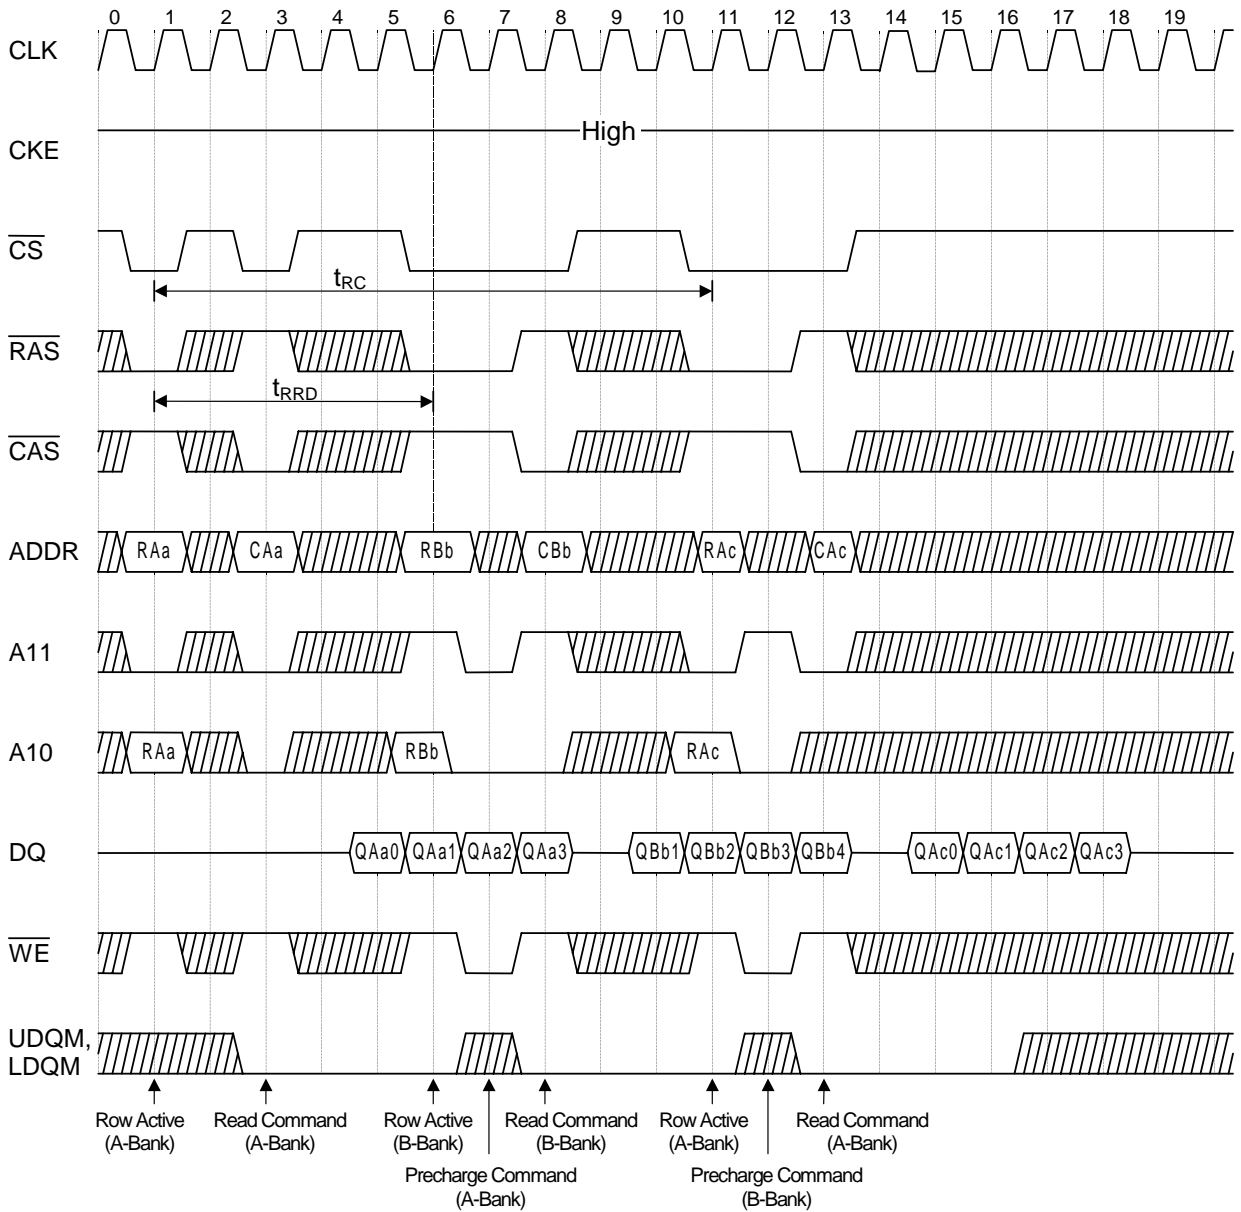 0 1 2 3 4 5 6 7 8 9 10 11 12 13 14 15 16 17 18 19
CLK
High
CKE
CS
tRC
RAS
tRRD
CAS
ADDR RAa CAa RBb CBb RAc CAc
A11
A10 RAa RBb RAc
DQ QAa0 QAa1 QAa2 QAa3 QBb1 QBb2 QBb3 QBb4 QAc0 QAc1 QAc2 QAc3
WE
UDQM,
LDQM
Row Active Read Command Row Active Read Command Row Active Read Command
(A-Bank) (A-Bank) (B-Bank) (B-Bank) (A-Bank) (A-Bank)
Precharge Command Precharge Command
(A-Bank) (B-Bank)